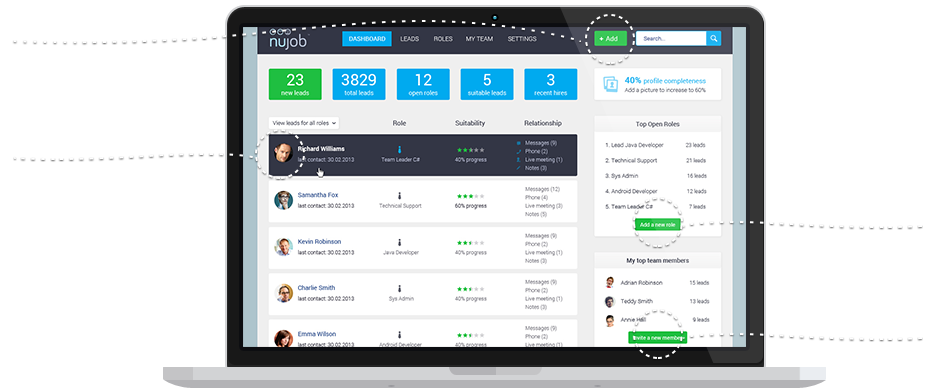 nujob
DASHBOARD LEADS ROLES MY TEAM SETTINGS
+ Add
Search...
23
new leads
3829
total leads
12
open roles
5
suitable leads
3
recent hires
40% profile completeness
Add a picture to increase to 60%
View leads for all roles
Role
Suitability
Relationship
Richard Williams
last contact: 30.02.2013
Team Leader C#
40% progress
Messages (9)
Phone (2)
Live meeting (1)
Notes (3)
Samantha Fox
last contact: 30.02.2013
Technical Support
60% progress
Messages (12)
Phone (4)
Live meeting (3)
Notes (5)
Kevin Robinson
last contact: 30.02.2013
Java Developer
40% progress
Messages (9)
Phone (2)
Live meeting (1)
Notes (3)
Charlie Smith
last contact: 30.02.2013
Sys Admin
40% progress
Messages (9)
Phone (2)
Live meeting (1)
Notes (3)
Emma Wilson
last contact: 30.02.2013
Android Developer
40% progress
Messages (9)
Phone (2)
Live meeting (1)
Top Open Roles
1. Lead Java Developer 23 leads
2. Technical Support 21 leads
3. Sys Admin 16 leads
4. Android Developer 12 leads
5. Team Leader C# 7 leads
Add a new role
My top team members
Adrian Robinson 15 leads
Teddy Smith 13 leads
Annie Hall 9 leads
Invite a new member